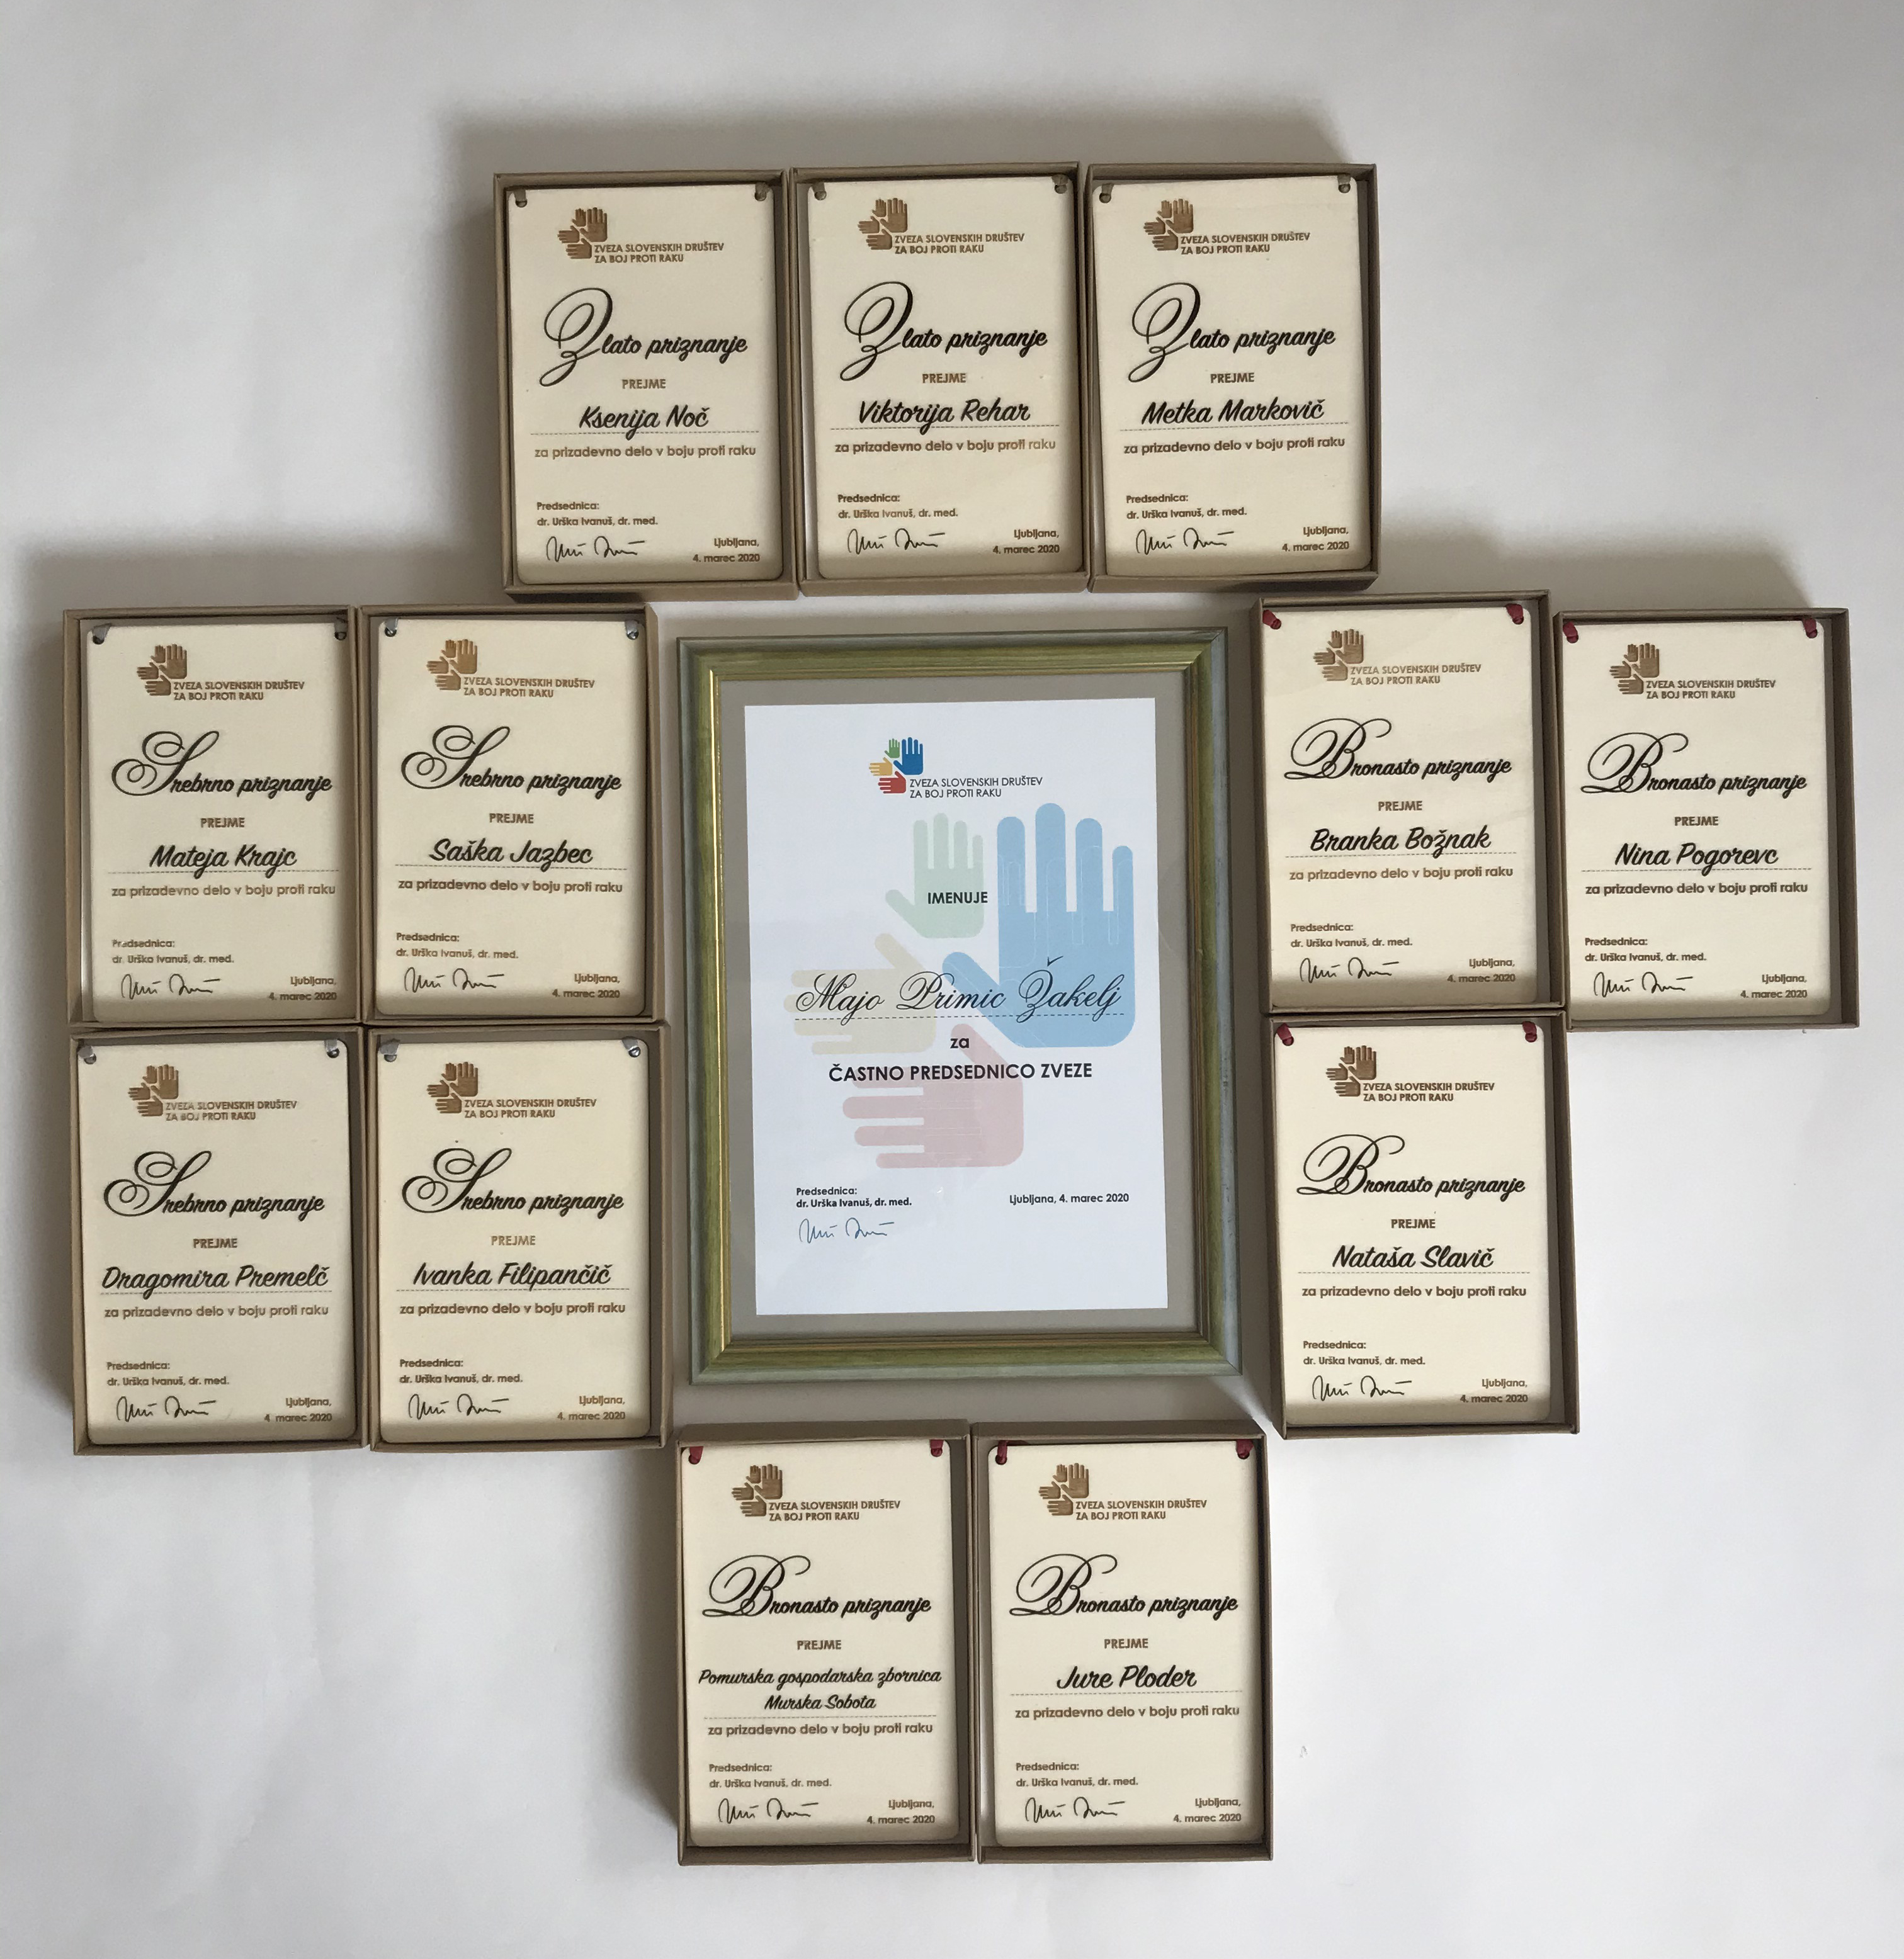 ZVEZA SLOVENSKIH DRUŠTEV
ZA BOJ PROTI RAKU
Zlato priznanje
PREJME
Ksenija Noč
za prizadevno delo v boju proti raku
Predsednica:
dr. Urška Ivanuš, dr. med.
Ljubljana,
4. marec 2020
ZVEZA SLOVENSKIH DRUŠTEV
ZA BOJ PROTI RAKU
Zlato priznanje
PREJME
Viktorija Rehar
za prizadevno delo v boju proti raku
Predsednica:
dr. Urška Ivanuš, dr. med.
Ljubljana,
4. marec 2020
ZVEZA SLOVENSKIH DRUŠTEV
ZA BOJ PROTI RAKU
Zlato priznanje
PREJME
Metka Markovič
za prizadevno delo v boju proti raku
Predsednica:
dr. Urška Ivanuš, dr. med.
Ljubljana,
4. marec 2020
ZVEZA SLOVENSKIH DRUŠTEV
ZA BOJ PROTI RAKU
Srebrno priznanje
PREJME
Mateja Krajc
za prizadevno delo v boju proti raku
Predsednica:
dr. Urška Ivanuš, dr. med.
Ljubljana,
4. marec 2020
ZVEZA SLOVENSKIH DRUŠTEV
ZA BOJ PROTI RAKU
Srebrno priznanje
PREJME
Saška Jazbec
za prizadevno delo v boju proti raku
Predsednica:
dr. Urška Ivanuš, dr. med.
Ljubljana,
4. marec 2020
ZVEZA SLOVENSKIH DRUŠTEV
ZA BOJ PROTI RAKU
IMENUJE
Majo Primic Žakelj
za
ČASTNO PREDSEDNICO ZVEZE
Predsednica:
dr. Urška Ivanuš, dr. med.
Ljubljana, 4. marec 2020
ZVEZA SLOVENSKIH DRUŠTEV
ZA BOJ PROTI RAKU
Bronasto priznanje
PREJME
Branka Božnak
za prizadevno delo v boju proti raku
Predsednica:
dr. Urška Ivanuš, dr. med.
Ljubljana,
4. marec 2020
ZVEZA SLOVENSKIH DRUŠTEV
ZA BOJ PROTI RAKU
Bronasto priznanje
PREJME
Nina Pogorevc
za prizadevno delo v boju proti raku
Predsednica:
dr. Urška Ivanuš, dr. med.
Ljubljana,
4. marec 2020
ZVEZA SLOVENSKIH DRUŠTEV
ZA BOJ PROTI RAKU
Srebrno priznanje
PREJME
Dragomira Premelč
za prizadevno delo v boju proti raku
Predsednica:
dr. Urška Ivanuš, dr. med.
Ljubljana,
4. marec 2020
ZVEZA SLOVENSKIH DRUŠTEV
ZA BOJ PROTI RAKU
Srebrno priznanje
PREJME
Ivanka Filipančič
za prizadevno delo v boju proti raku
Predsednica:
dr. Urška Ivanuš, dr. med.
Ljubljana,
4. marec 2020
ZVEZA SLOVENSKIH DRUŠTEV
ZA BOJ PROTI RAKU
Bronasto priznanje
PREJME
Nataša Slavič
za prizadevno delo v boju proti raku
Predsednica:
dr. Urška Ivanuš, dr. med.
Ljubljana,
4. marec 2020
ZVEZA SLOVENSKIH DRUŠTEV
ZA BOJ PROTI RAKU
Bronasto priznanje
PREJME
Pomurska gospodarska zbornica
Murska Sobota
za prizadevno delo v boju proti raku
Predsednica:
dr. Urška Ivanuš, dr. med.
Ljubljana,
4. marec 2020
ZVEZA SLOVENSKIH DRUŠTEV
ZA BOJ PROTI RAKU
Bronasto priznanje
PREJME
Jure Ploder
za prizadevno delo v boju proti raku
Predsednica:
dr. Urška Ivanuš, dr. med.
Ljubljana,
4. marec 2020